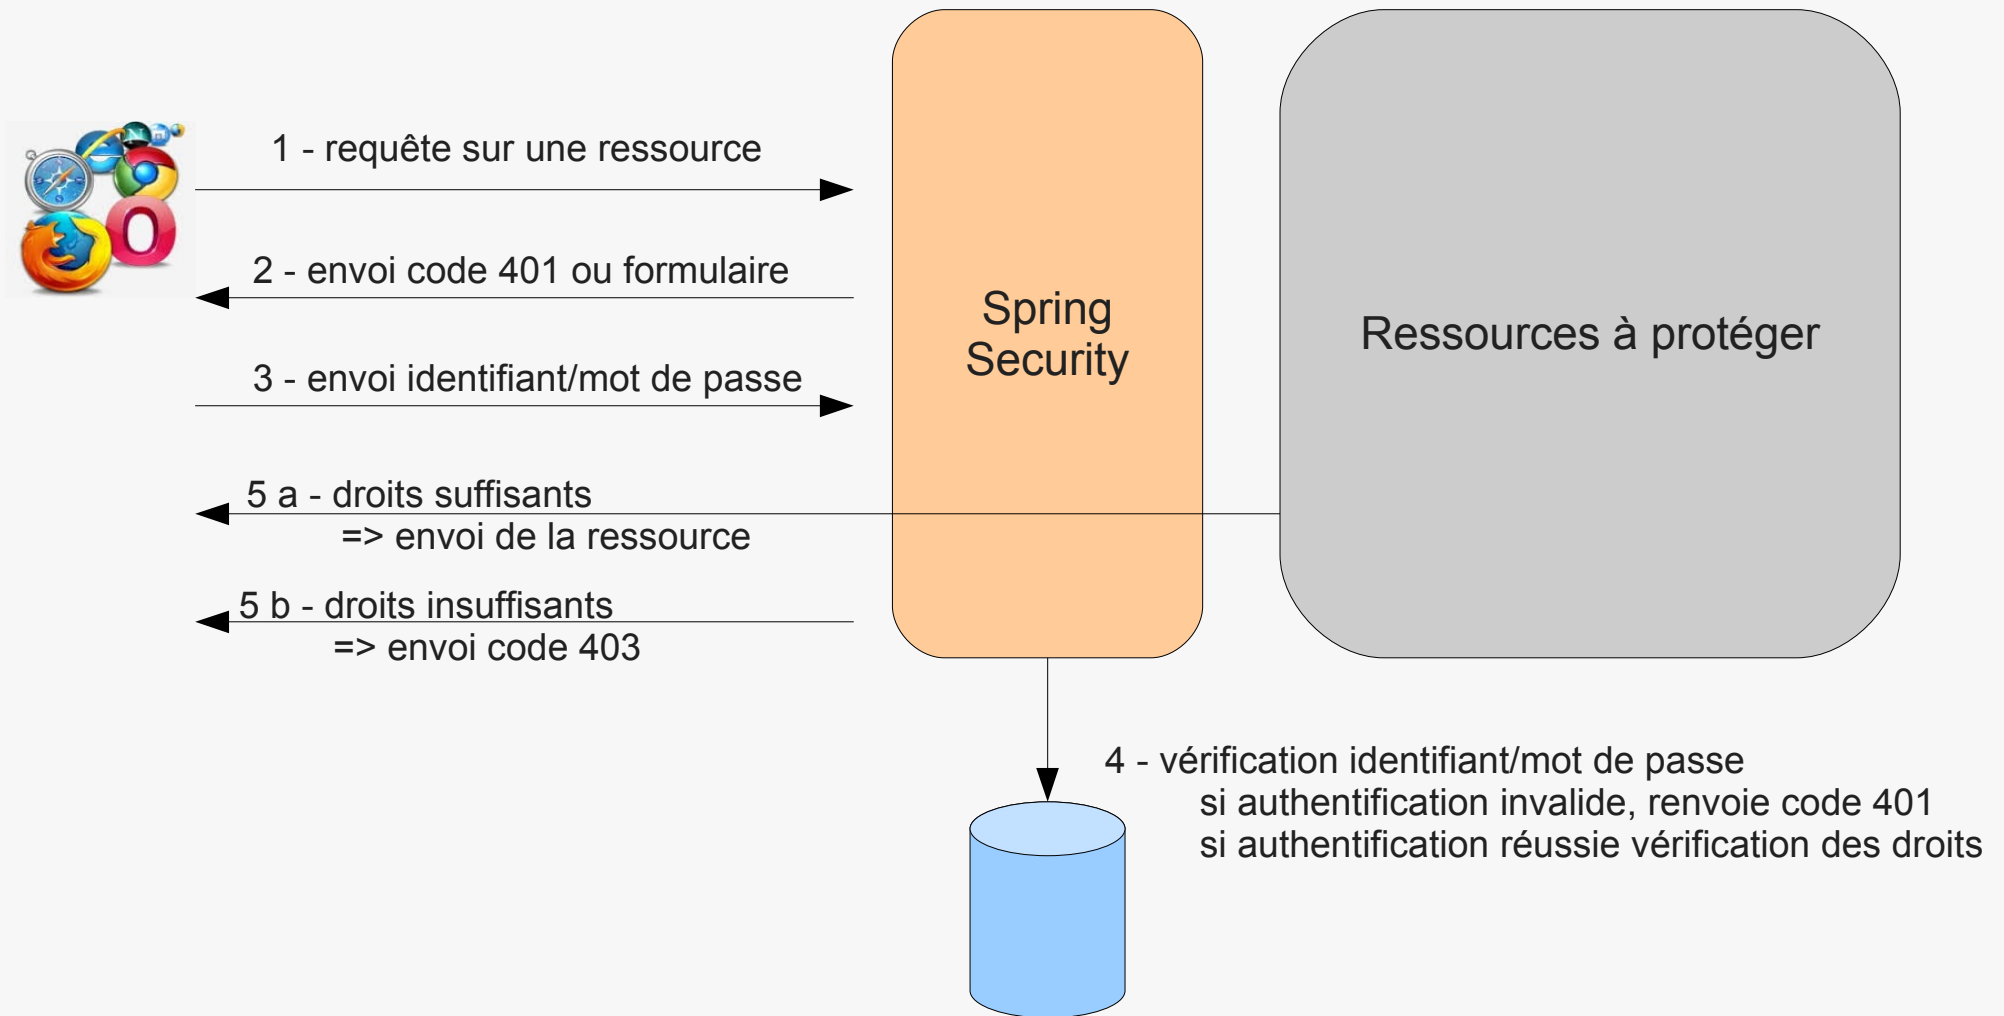 1 - requête sur une ressource
2 - envoi code 401 ou formulaire
3 - envoi identifiant/mot de passe
5 a - droits suffisants
=> envoi de la ressource
5 b - droits insuffisants
=> envoi code 403
Spring
Security
Ressources à protéger
4 - vérification identifiant/mot de passe
si authentification invalide, renvoie code 401
si authentification réussie vérification des droits